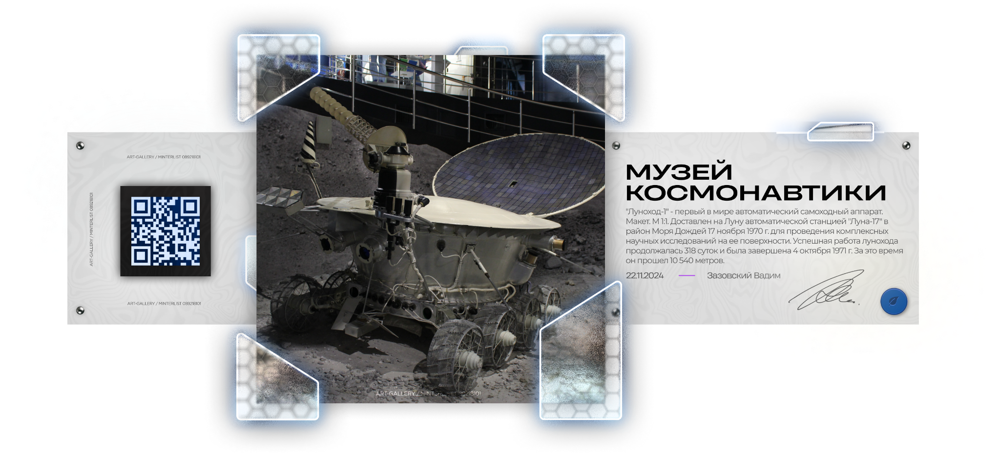 ART-GALLERY / MINTERLIST 089218101
ART-GALLERY / MINTERLIST 089218101
ART-GALLERY / MINTERLIST 089218101
ART-GALLERY / MINTERLIST 089218101
МУЗЕЙ
КОСМОНАВТИКИ
"Луноход-1" - первый в мире автоматический самоходный аппарат.
Макет. М 1:1. Доставлен на Луну автоматической станцией "Луна-17" в
район Моря Дождей 17 ноября 1970 г. для проведения комплексных
научных исследований на ее поверхности. Успешная работа лунохода
продолжалась 318 суток и была завершена 4 октября 1971 г. За это время
он прошел 10 540 метров.
22.11.2024 — Зазовский Вадим